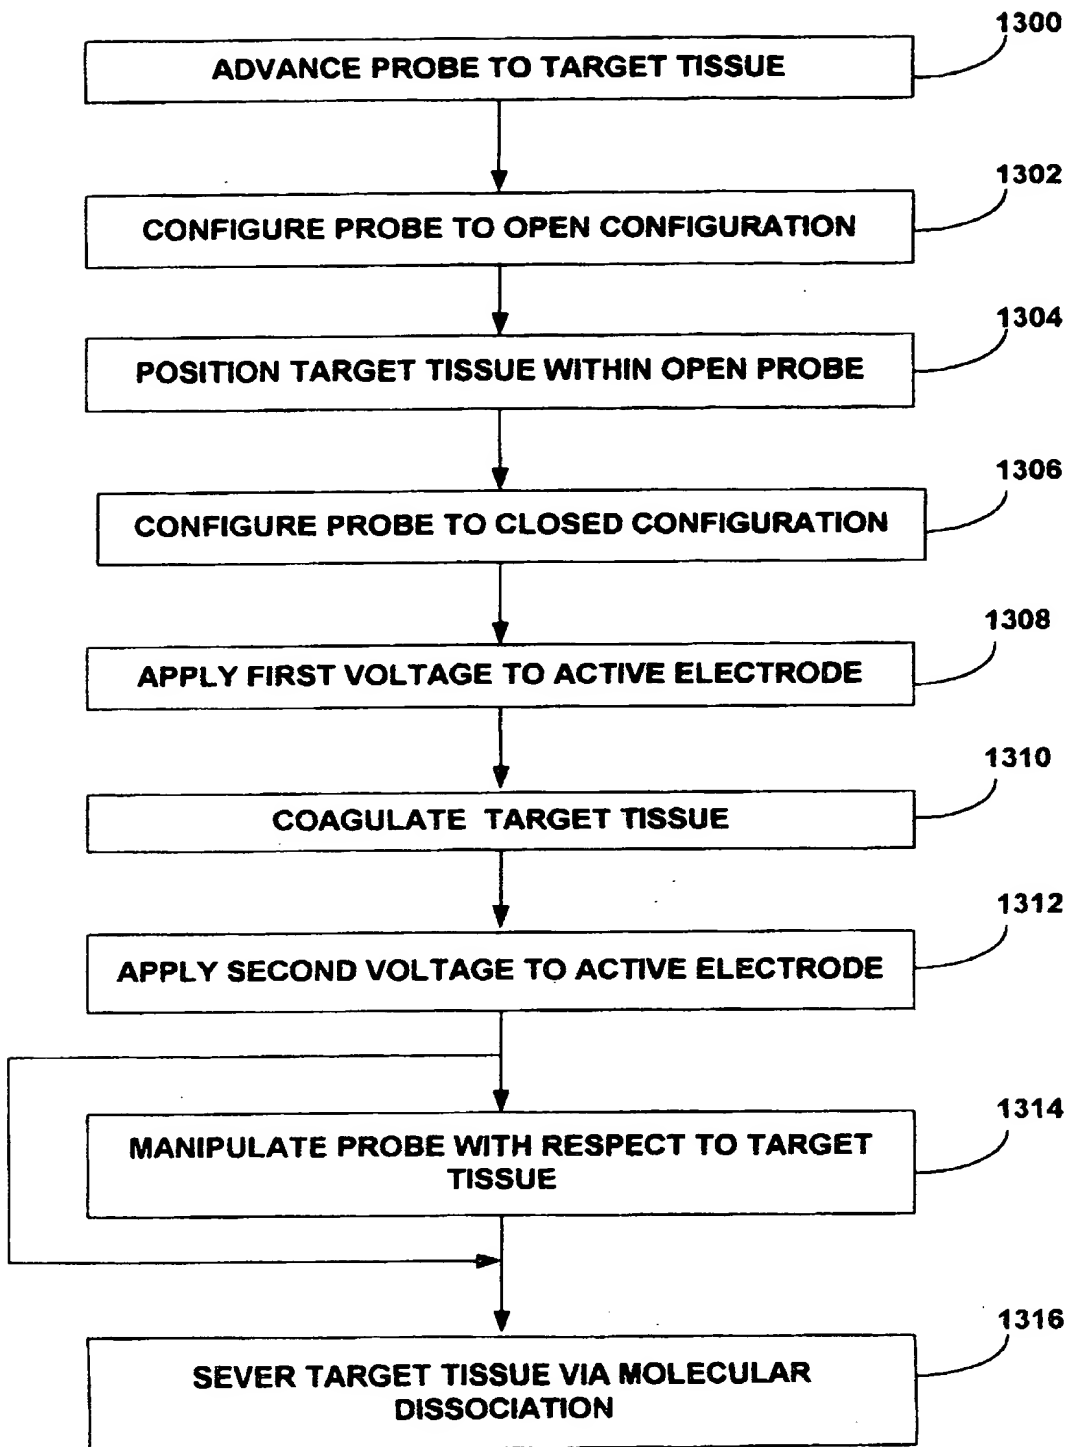 1300
ADVANCE PROBE TO TARGET TISSUE
1302
CONFIGURE PROBE TO OPEN CONFIGURATION
1304
POSITION TARGET TISSUE WITHIN OPEN PROBE
1306
CONFIGURE PROBE TO CLOSED CONFIGURATION
1308
APPLY FIRST VOLTAGE TO ACTIVE ELECTRODE
1310
COAGULATE TARGET TISSUE
1312
APPLY SECOND VOLTAGE TO ACTIVE ELECTRODE
1314
MANIPULATE PROBE WITH RESPECT TO TARGET
TISSUE
1316
SEVER TARGET TISSUE VIA MOLECULAR
DISSOCIATION